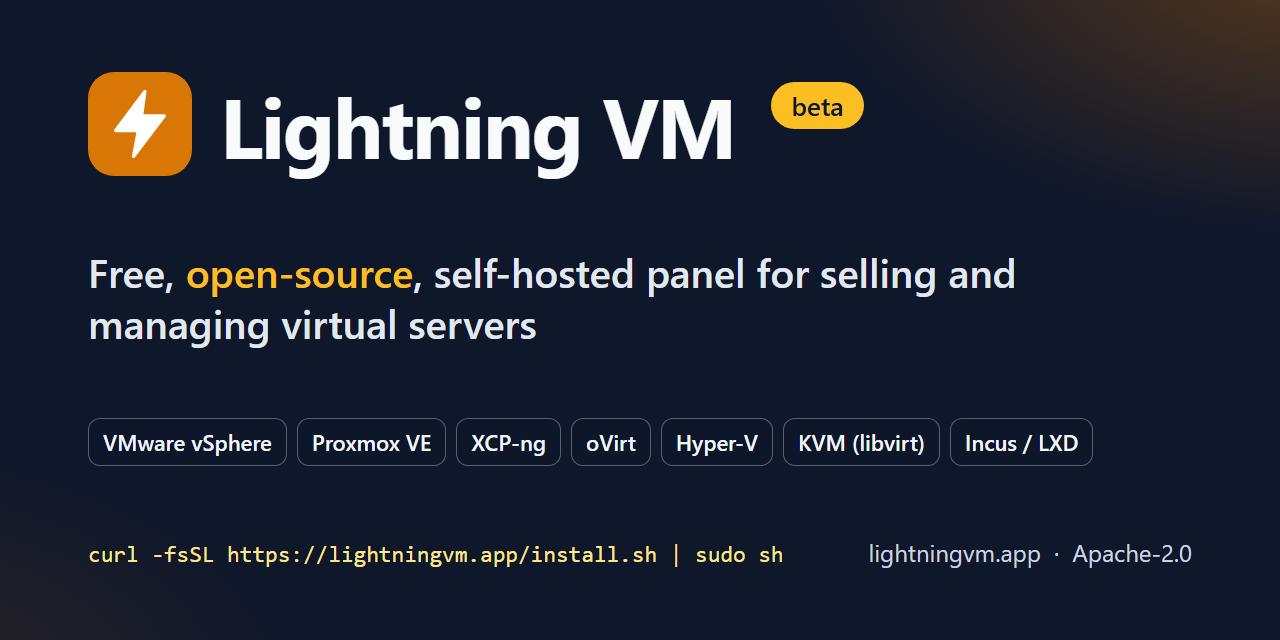 Lightning VM beta
Free, open-source, self-hosted panel for selling and
managing virtual servers
VMware vSphere Proxmox VE XCP-ng oVirt Hyper-V KVM (libvirt) Incus / LXD
curl -fsSL https://lightningvm.app/install.sh | sudo sh lightningvm.app · Apache-2.0